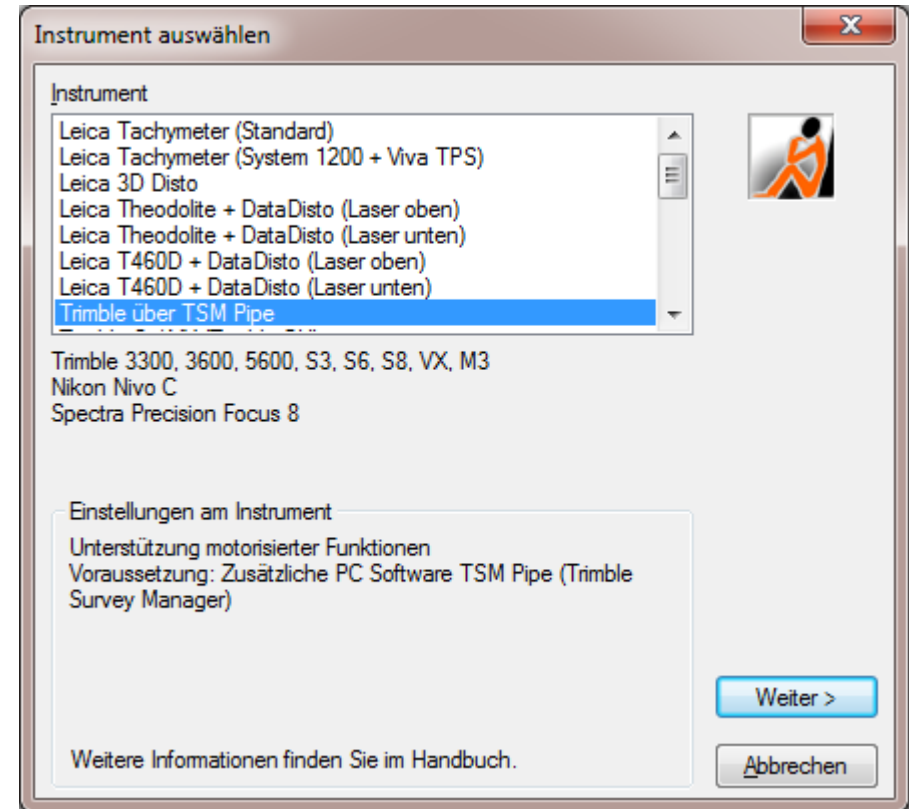 Instrument auswählen
Instrument
Leica Tachymeter (Standard)
Leica Tachymeter (System 1200 + Viva TPS)
Leica 3D Disto
Leica Theodolite + DataDisto (Laser oben)
Leica Theodolite + DataDisto (Laser unten)
Leica T460D + DataDisto (Laser oben)
Leica T460D + DataDisto (Laser unten)
Trimble über TSM Pipe
Trimble 3300, 3600, 5600, S3, S6, S8, VX, M3
Nikon Nivo C
Spectra Precision Focus 8
Einstellungen am Instrument
Unterstützung motorisierter Funktionen
Voraussetzung: Zusätzliche PC Software TSM Pipe (Trimble
Survey Manager)
Weitere Informationen finden Sie im Handbuch.
Weiter >
Abbrechen